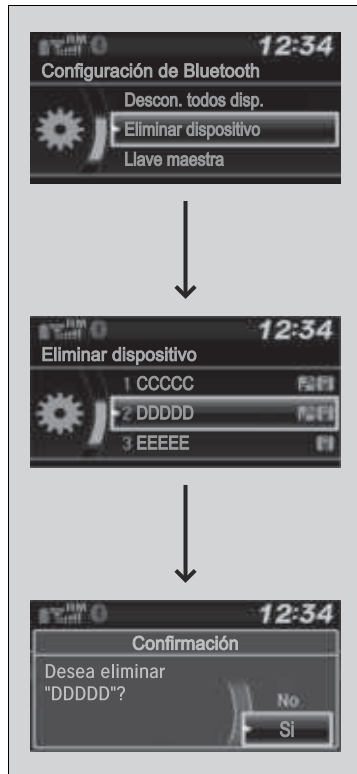 12:34
Configuración de Bluetooth
Descon. todos disp.
Eliminar dispositivo
Llave maestra
12:34
Eliminar dispositivo
1 CCCCC
2 DDDDD
3 EEEEE
12:34
Confirmación
Desea eliminar
"DDDDD"?
No
Si